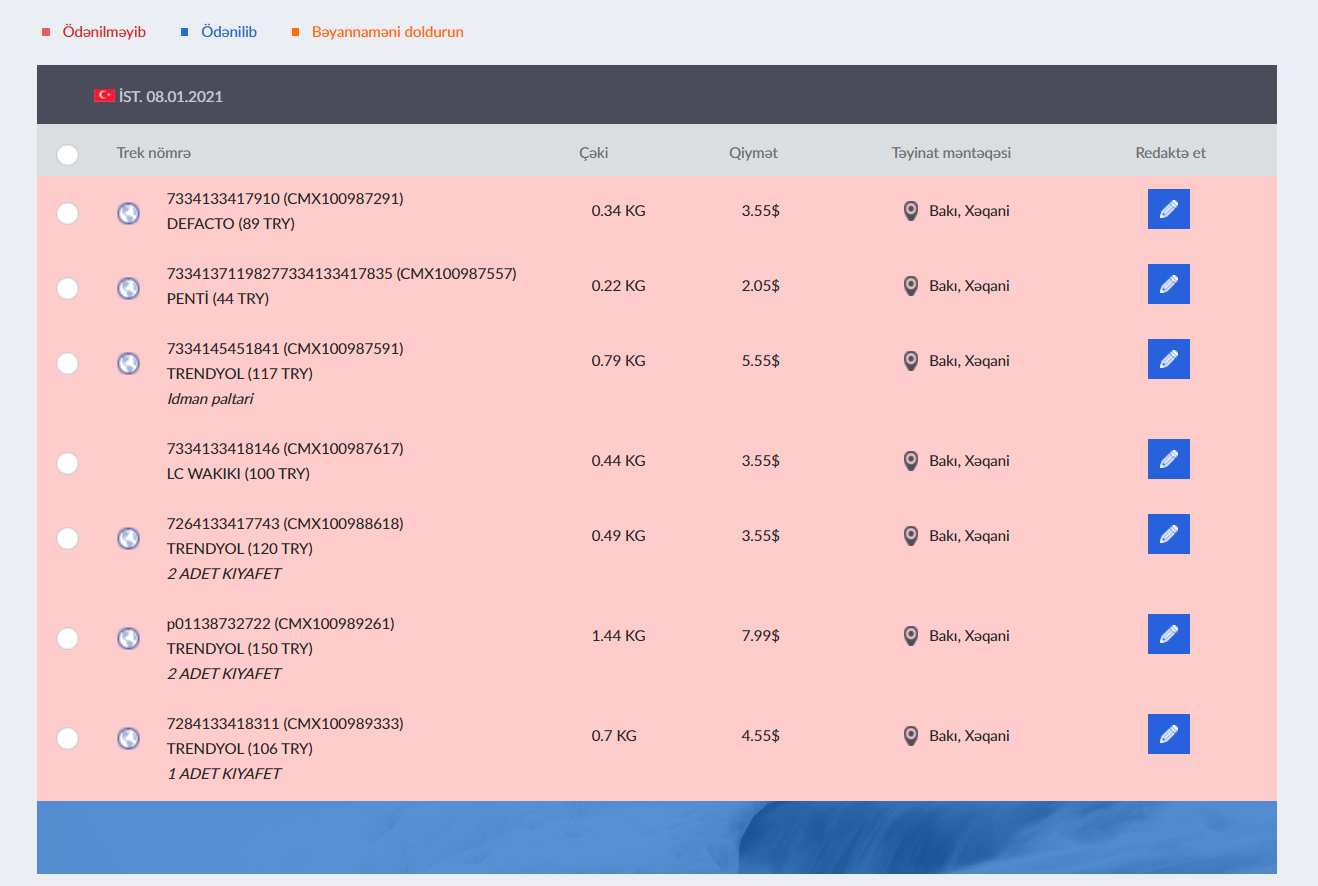 Ödənilməyib Ödənilib Bəyannaməni doldurun
İST. 08.01.2021
Trek nömrə Çəki Qiymət Təyinat məntəqəsi Redaktə et
7334133417910 (CMX100987291)
DEFACTO (89 TRY)
0.34 KG 3.55$ Bakı, Xəqani
73341371198277334133417835 (CMX100987557)
PENTİ (44 TRY)
0.22 KG 2.05$ Bakı, Xəqani
7334145451841 (CMX100987591)
TRENDYOL (117 TRY)
Idman paltari
0.79 KG 5.55$ Bakı, Xəqani
7334133418146 (CMX100987617)
LC WAKIKI (100 TRY)
0.44 KG 3.55$ Bakı, Xəqani
7264133417743 (CMX100988618)
TRENDYOL (120 TRY)
2 ADET KIYAFET
0.49 KG 3.55$ Bakı, Xəqani
p01138732722 (CMX100989261)
TRENDYOL (150 TRY)
2 ADET KIYAFET
1.44 KG 7.99$ Bakı, Xəqani
7284133418311 (CMX100989333)
TRENDYOL (106 TRY)
1 ADET KIYAFET
0.7 KG 4.55$ Bakı, Xəqani